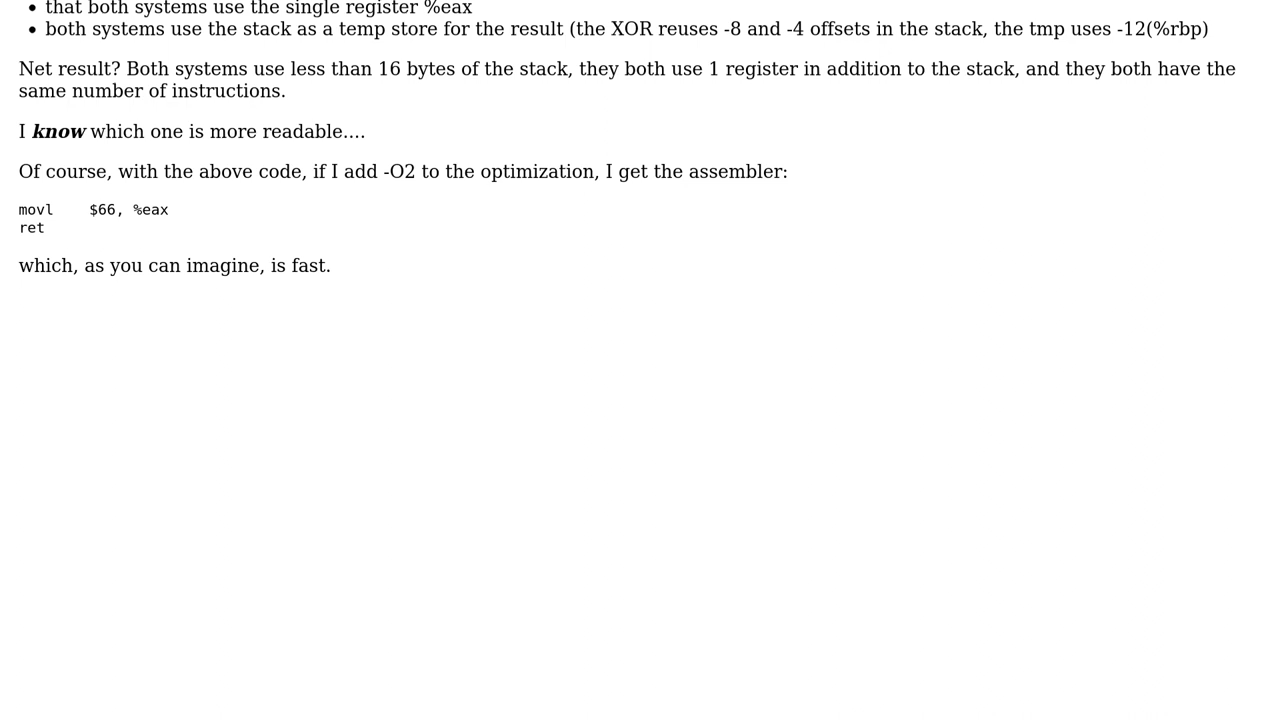 • that both systems use the single register %eax
• both systems use the stack as a temp store for the result (the XOR reuses -8 and -4 offsets in the stack, the tmp uses -12(%rbp)
Net result? Both systems use less than 16 bytes of the stack, they both use 1 register in addition to the stack, and they both have the
same number of instructions.
I know which one is more readable....
Of course, with the above code, if I add -O2 to the optimization, I get the assembler:
movl    $66, %eax
ret
which, as you can imagine, is fast.